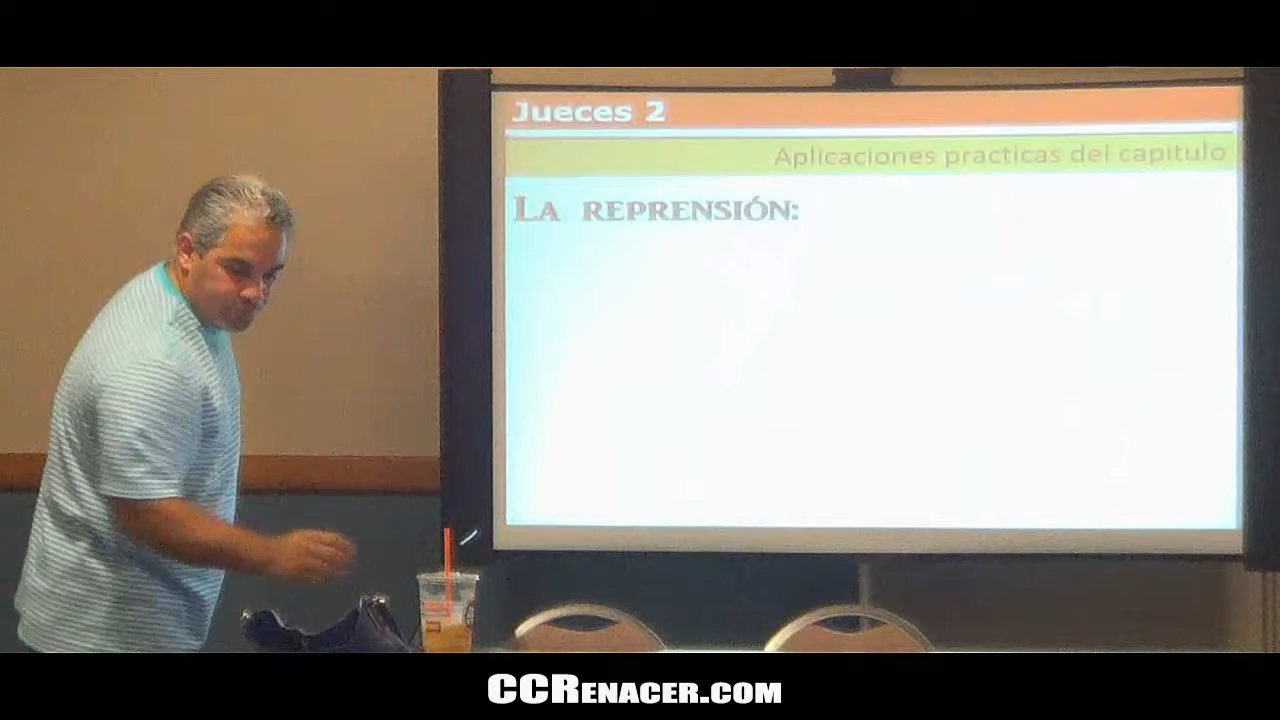 Jueces 2
Aplicaciones practicas del capitulo
La reprensión:
CCRenacer.com